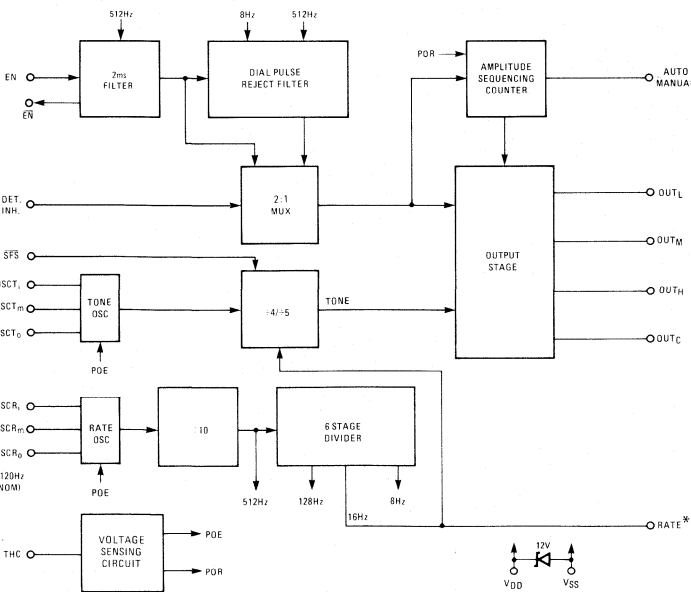 512Hz
8Hz
512Hz
EN
2ms
FILTER
DIAL PULSE
REJECT FILTER
POR
AMPLITUDE
SEQUENCING
COUNTER
AUTO
MANUA
EN
DET.
INH.
2:1
MUX
OUTPUT
STAGE
OUTL
OUTM
OUTH
OUTC
SFS
OSCTi
SCTm
SCTo
TONE
OSC
POE
÷4/÷5
TONE
SCRi
SCRm
SCRo
120Hz
NOM)
RATE
OSC
POE
:10
512Hz
6 STAGE
DIVIDER
128Hz
16Hz
8Hz
RATE*
THC
VOLTAGE
SENSING
CIRCUIT
POE
POR
12V
VDD
VSS